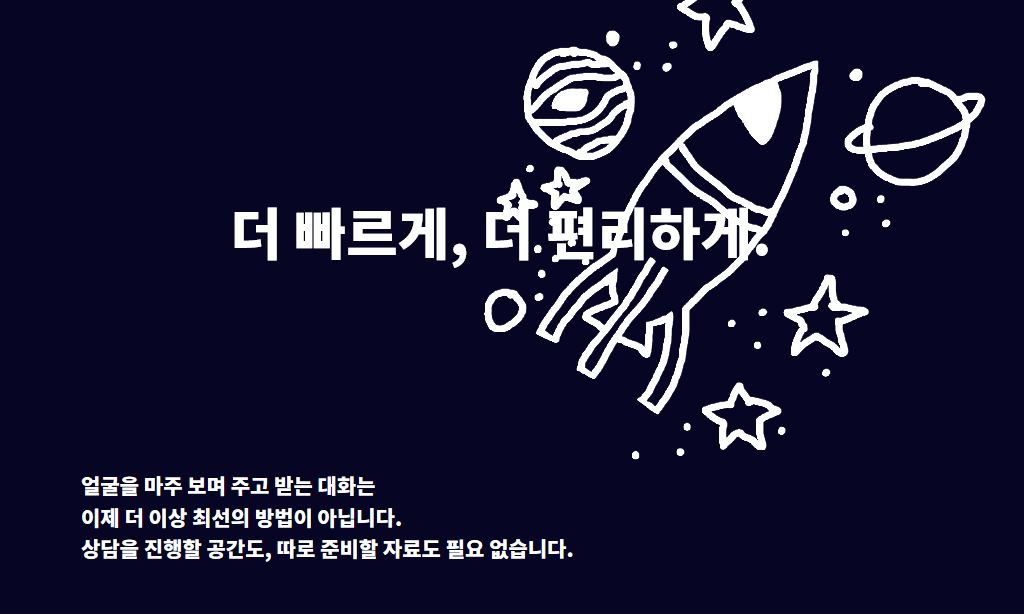 더 빠르게, 더 편리하게.
얼굴을 마주 보며 주고 받는 대화는
이제 더 이상 최선의 방법이 아닙니다.
상담을 진행할 공간도, 따로 준비할 자료도 필요 없습니다.